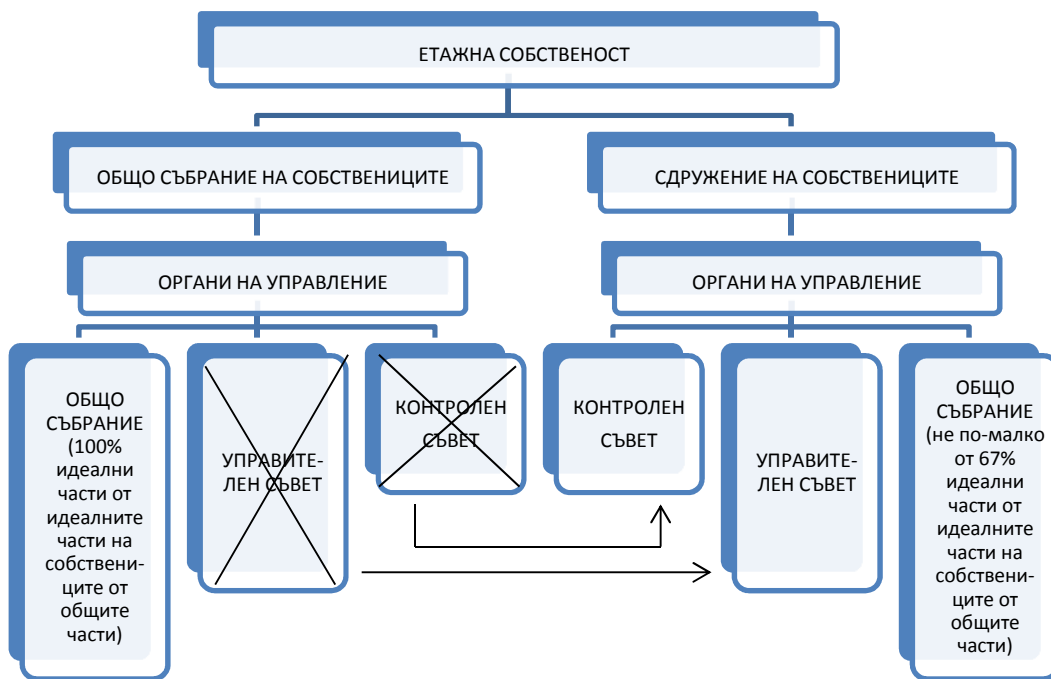 ЕТАЖНА СОБСТВЕНОСТ
ОБЩО СЪБРАНИЕ НА СОБСТВЕНИЦИТЕ
СДРУЖЕНИЕ НА СОБСТВЕНИЦИТЕ
ОРГАНИ НА УПРАВЛЕНИЕ
ОРГАНИ НА УПРАВЛЕНИЕ
ОБЩО
СЪБРАНИЕ
(100%
идеални
части от
идеалните
части на
собствени-
ците от
общите
части)
УПРАВИТЕ-
ЛЕН СЪВЕТ
КОНТРОЛЕН
СЪВЕТ
КОНТРОЛЕН
СЪВЕТ
УПРАВИТЕ-
ЛЕН СЪВЕТ
ОБЩО
СЪБРАНИЕ
(не по-малко
от 67%
идеални
части от
идеалните
части на
собствени-
ците от
общите
части)